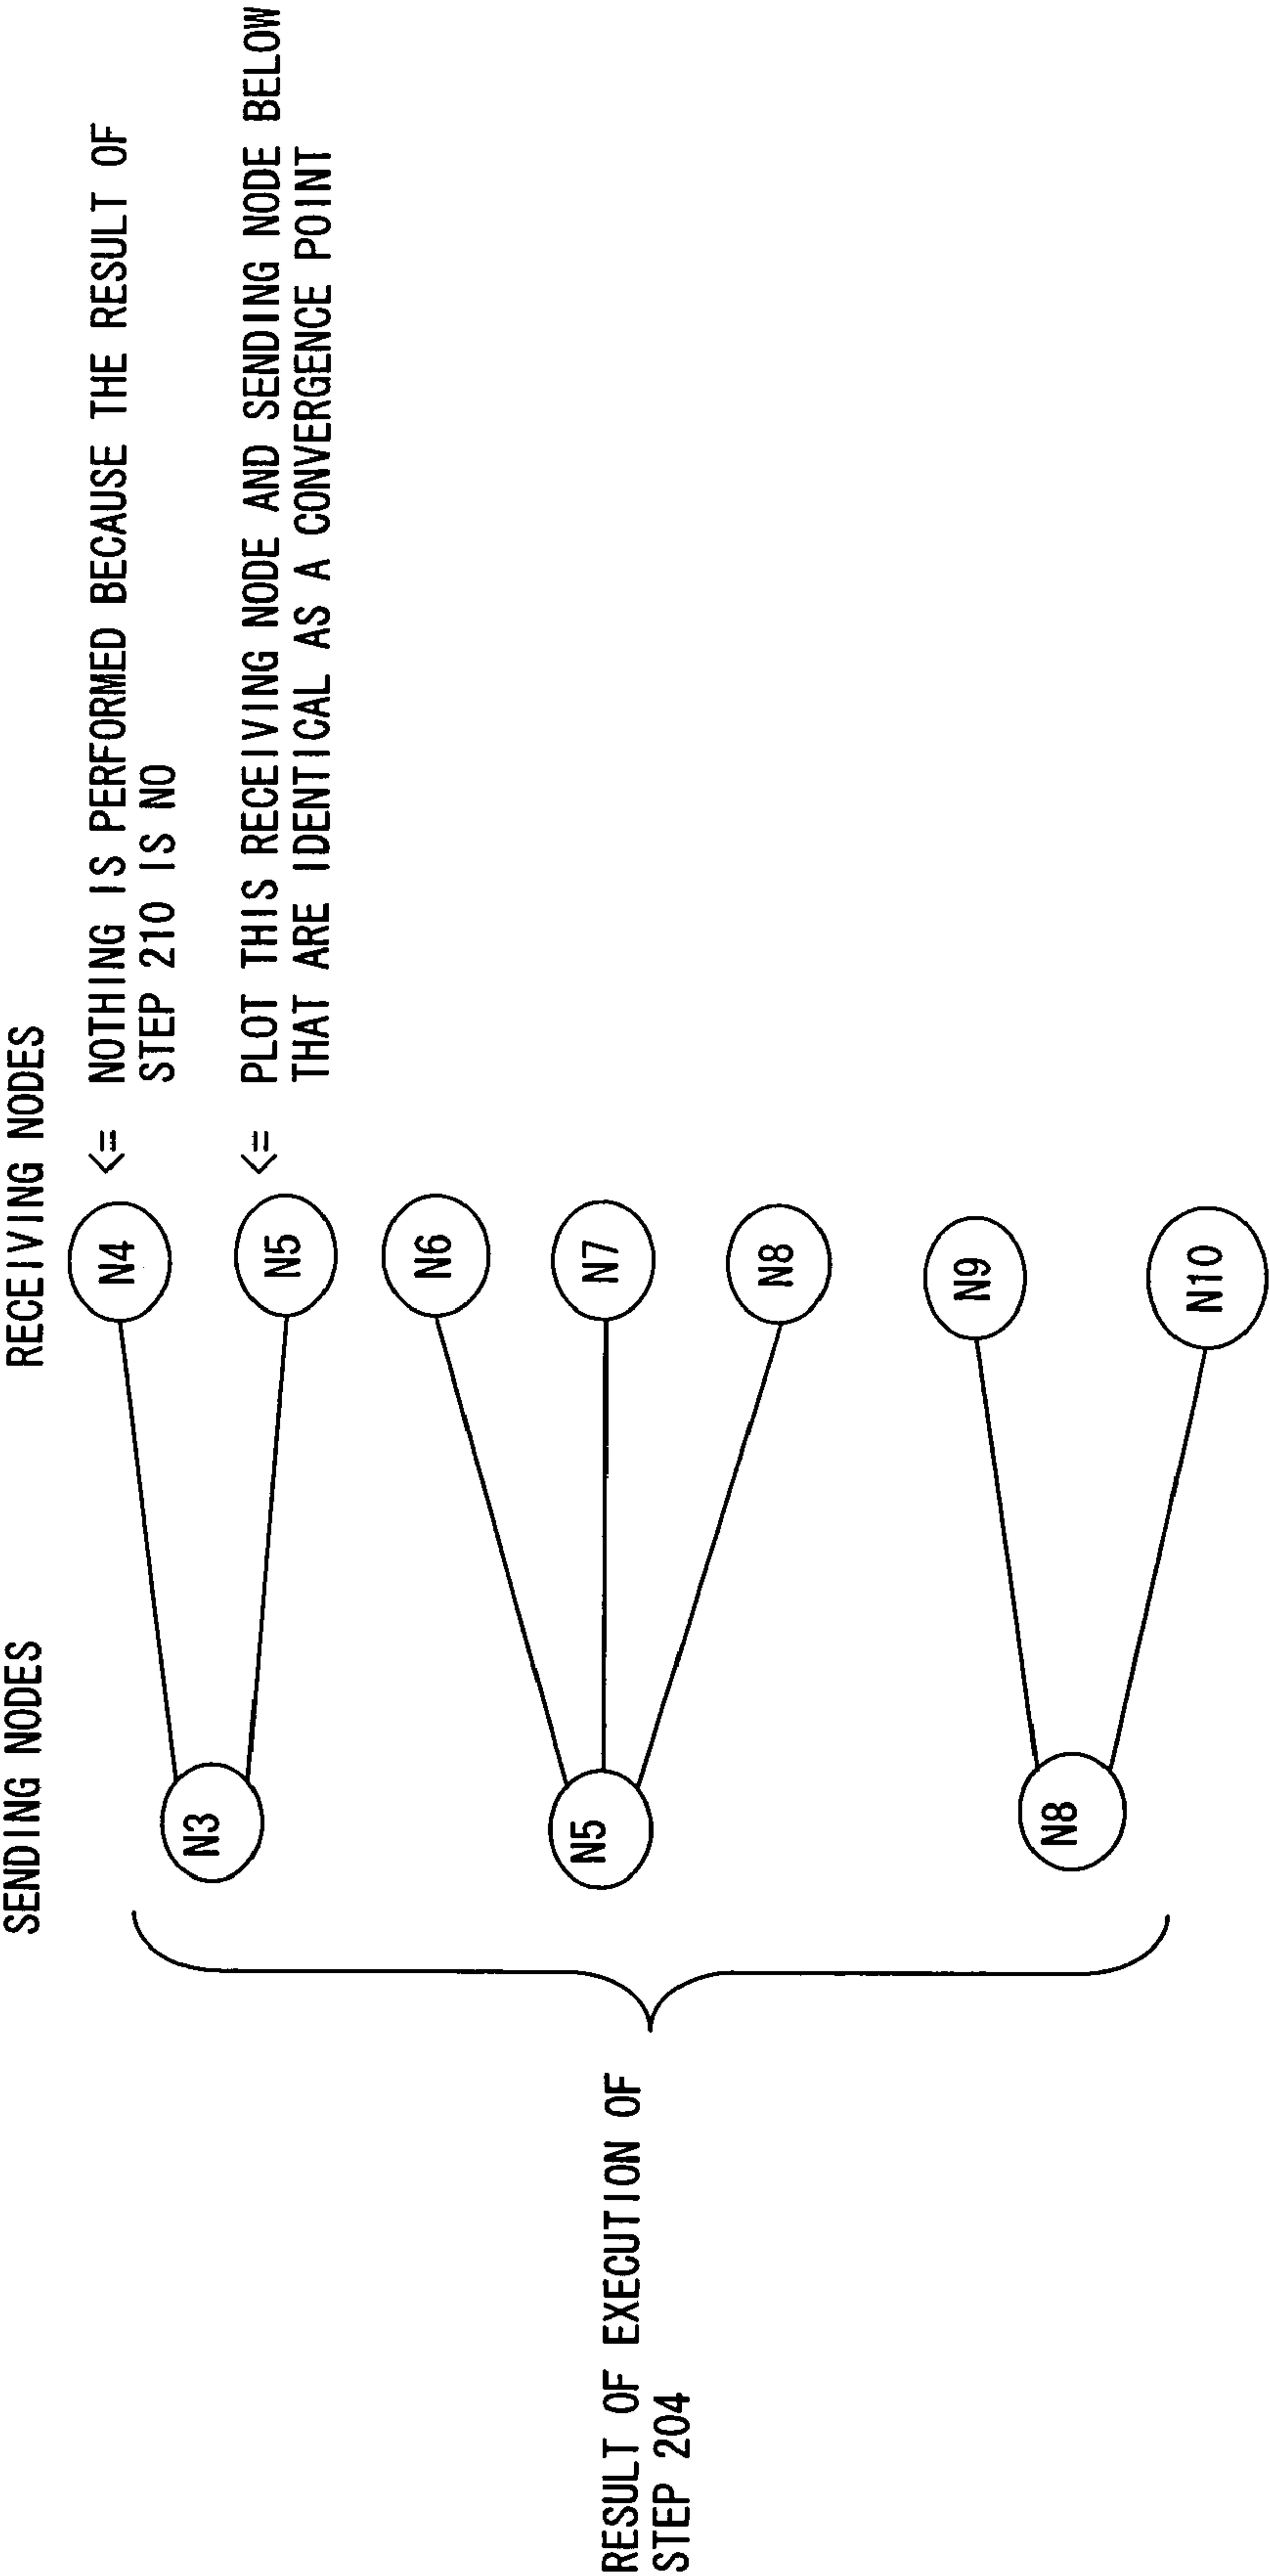 SENDING NODES
RECEIVING NODES
N3
N4
<= NOTHING IS PERFORMED BECAUSE THE RESULT OF
STEP 210 IS NO
N5
<= PLOT THIS RECEIVING NODE AND SENDING NODE BELOW
THAT ARE IDENTICAL AS A CONVERGENCE POINT
RESULT OF EXECUTION OF
STEP 204
N5
N6
N7
N8
N8
N9
N10